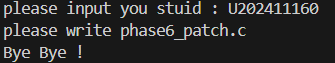 please input you stuid : U202411160
please write phase6_patch.c
Bye Bye !